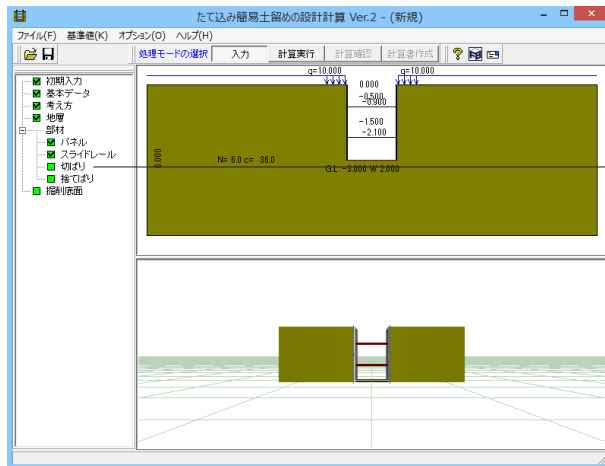 たて込み簡易土留めの設計計算 Ver.2 - (新規)
ファイル(F) 基準値(K) オプション(O) ヘルプ(H)
処理モードの選択 入力 計算実行 計算確認 計算書作成
初期入力
基本データ
考え方
地層
部材
パネル
スライドレール
切ばり
捨てばり
掘削底面
q=10.000 q=10.000
0.000
-0.500
-0.900
-1.500
-2.100
N= 6.0 c= 36.0
6.000
G.L. -3.000 W 2.000